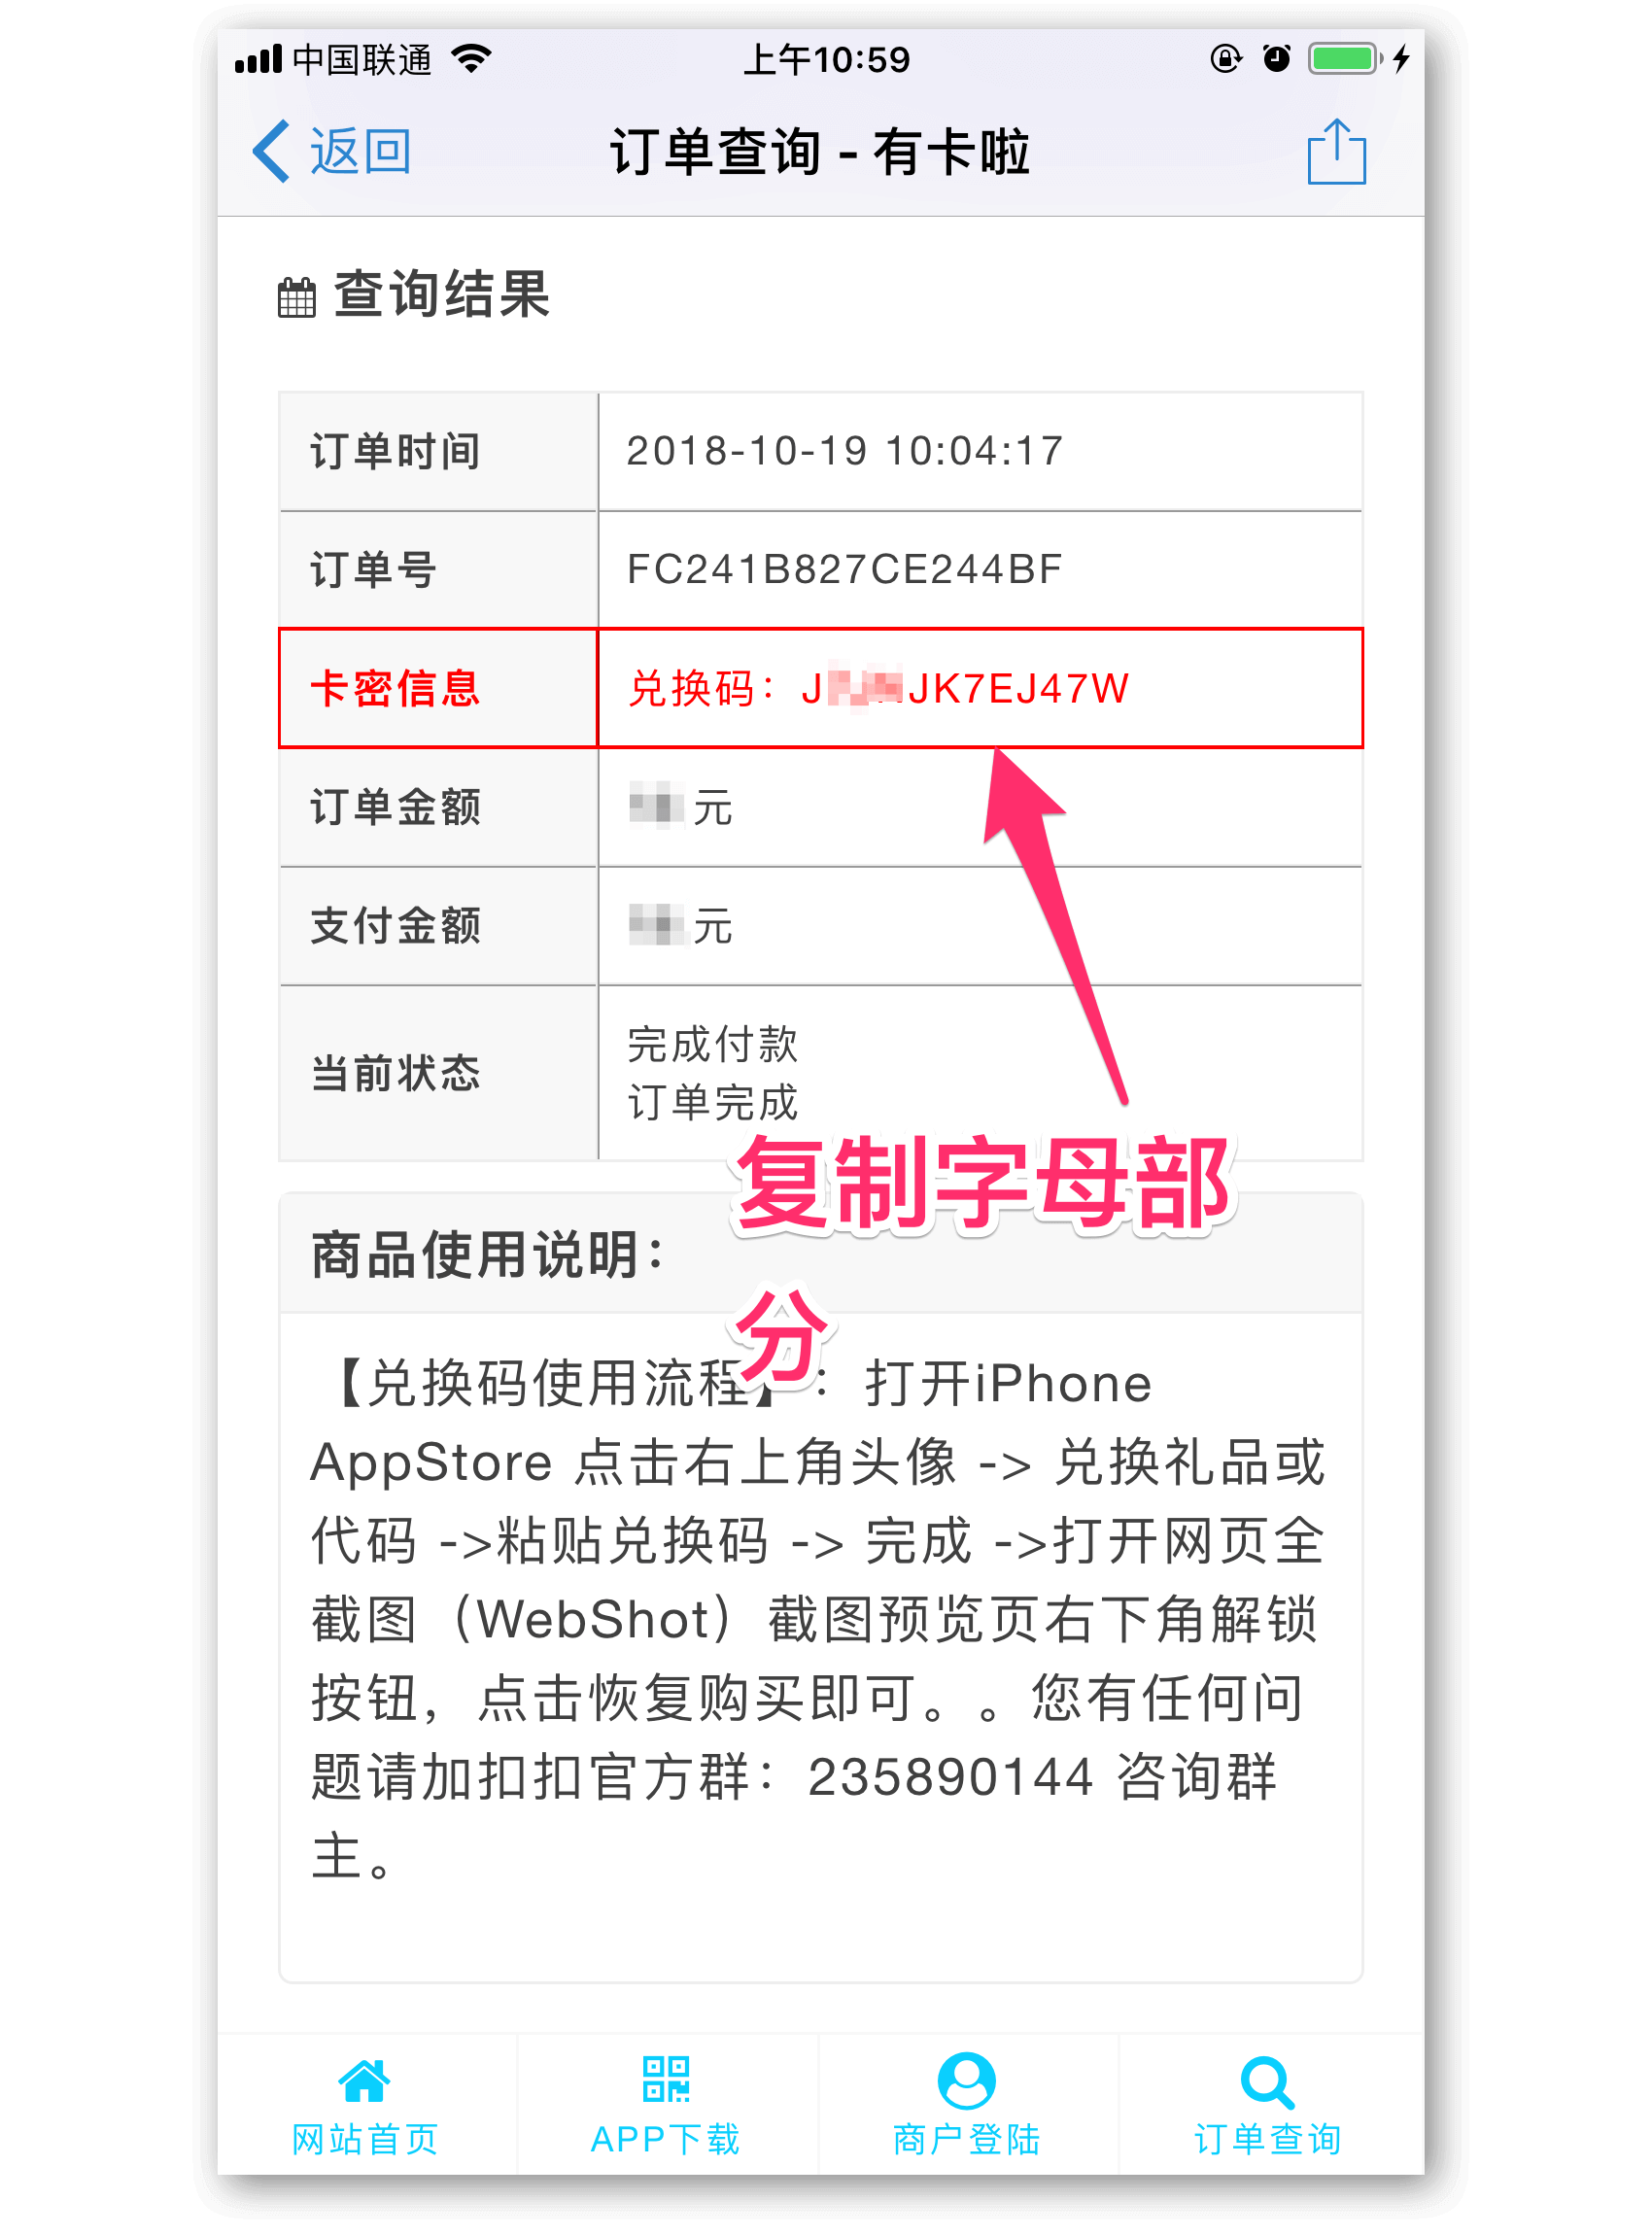 中国联通
上午10:59
返回
订单查询 - 有卡啦
查询结果
订单时间 2018-10-19 10:04:17
订单号 FC241B827CE244BF
卡密信息 兑换码：J JK7EJ47W
订单金额 元
支付金额 元
当前状态 完成付款
订单完成
复制字母部
分
商品使用说明：
【兑换码使用流程】：打开iPhone
AppStore 点击右上角头像 -> 兑换礼品或
代码 ->粘贴兑换码 -> 完成 ->打开网页全
截图（WebShot）截图预览页右下角解锁
按钮，点击恢复购买即可。。您有任何问
题请加扣扣官方群：235890144 咨询群
主。
网站首页
APP下载
商户登陆
订单查询